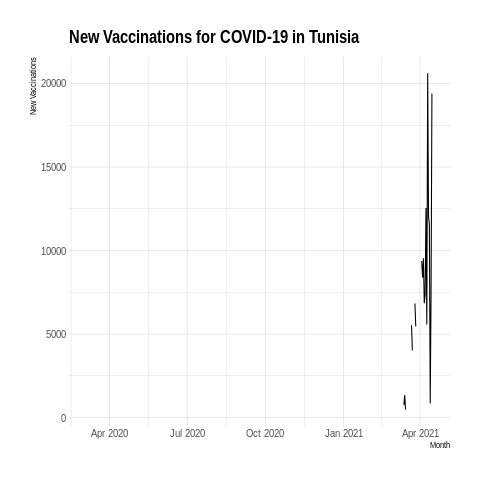 New Vaccinations for COVID-19 in Tunisia
New Vaccinations
20000
15000
10000
5000
0
Apr 2020
Jul 2020
Oct 2020
Jan 2021
Apr 2021
Month